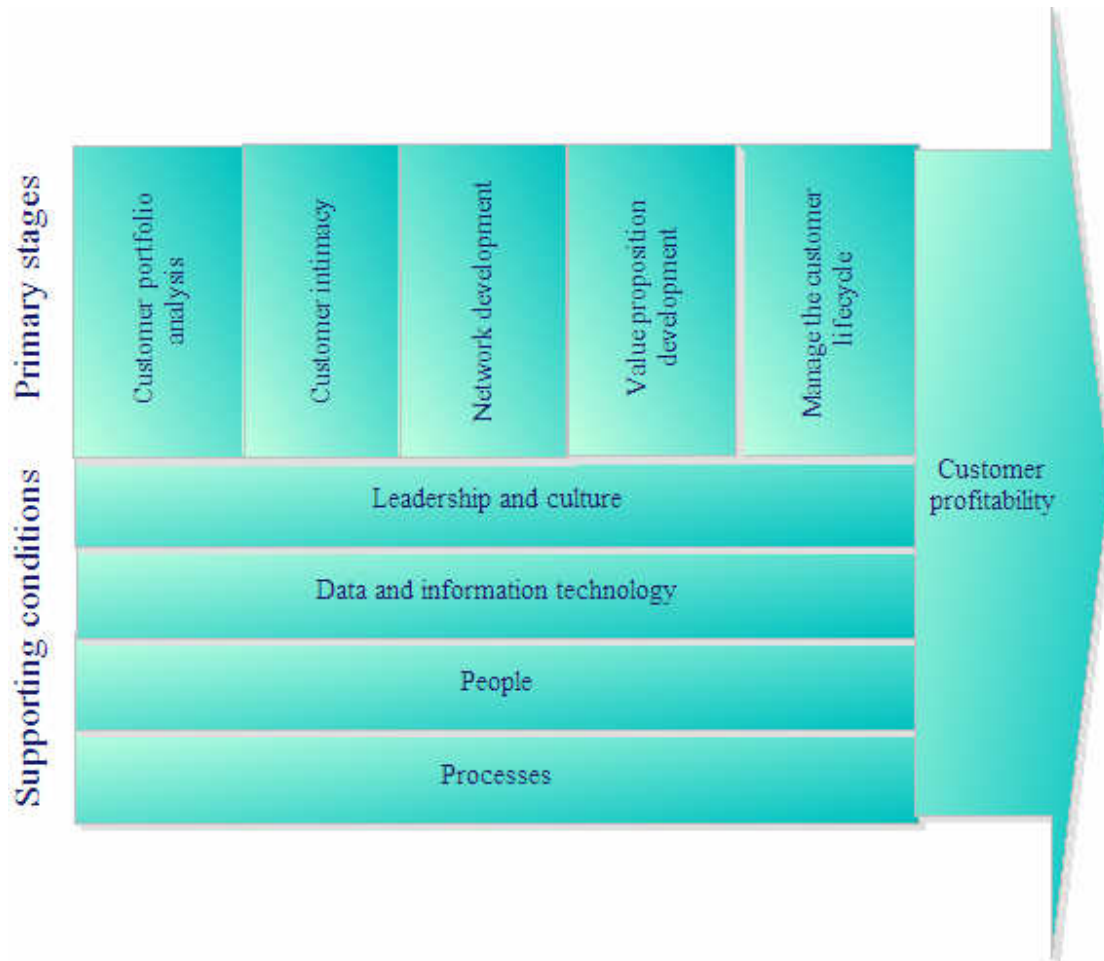 Primary stages
Customer portfolio
analysis
Customer intimacy
Network development
Value proposition
development
Manage the customer
lifecycle
Supporting conditions
Leadership and culture
Data and information technology
People
Processes
Customer
profitability